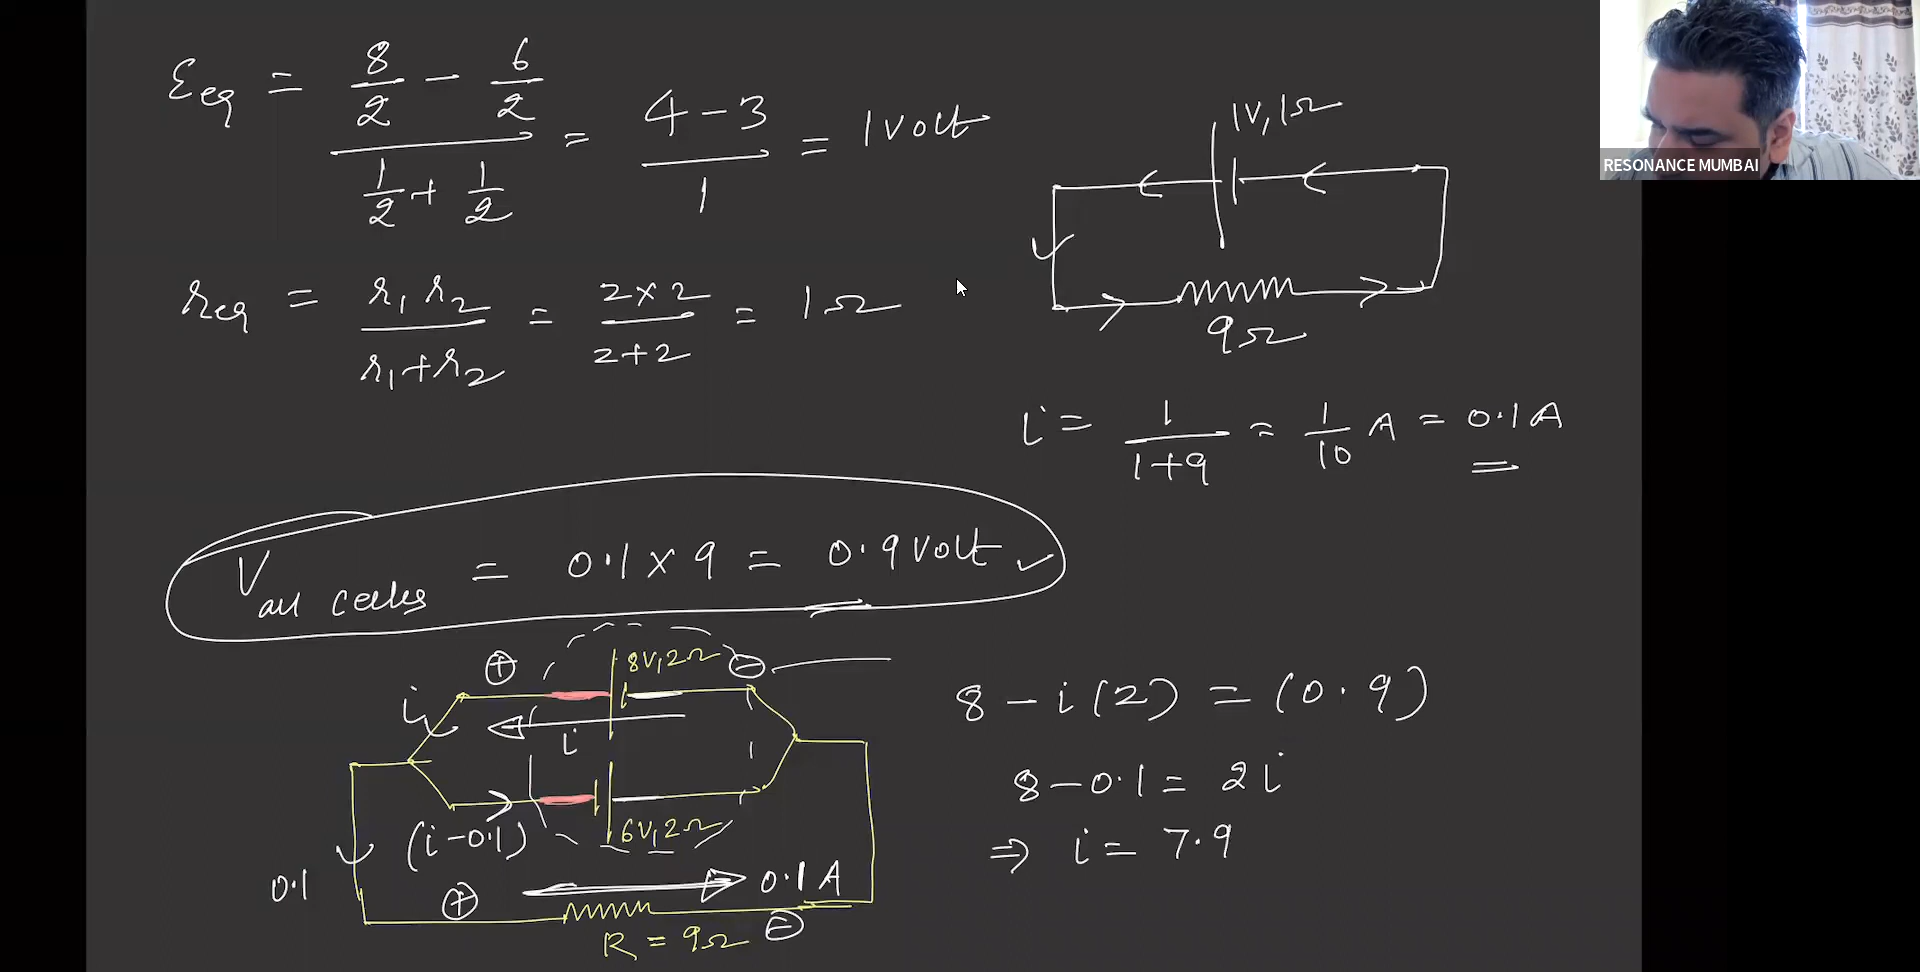 Ɛeq = (8/2 − 6/2) / (1/2 + 1/2) = (4 − 3) / 1 = 1 volt
1V, 1Ω
RESONANCE MUMBAI
req = r1 r2 / (r1 + r2) = (2 × 2) / (2 + 2) = 1 Ω
9Ω
i = 1 / (1 + 9) = 1/10 A = 0.1 A
V all cells = 0.1 × 9 = 0.9 volt ✓
+ 8V, 2Ω −
i
i
8 − i(2) = (0.9)
8 − 0.1 = 2i
⇒ i = 7.9
(i − 0.1) 6V, 2Ω
0.1 + 0.1 A
R = 9Ω −